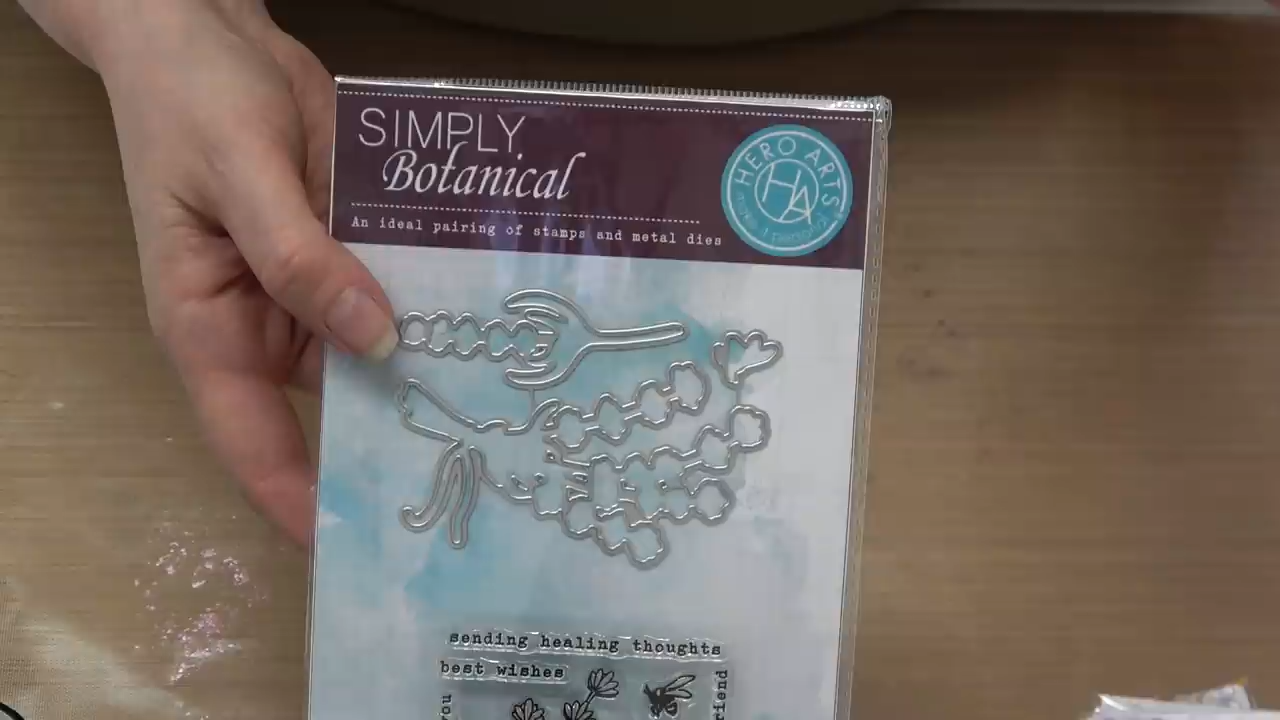 SIMPLY
Botanical
An ideal pairing of stamps and metal dies
HERO ARTS
HA
sending healing thoughts
best wishes